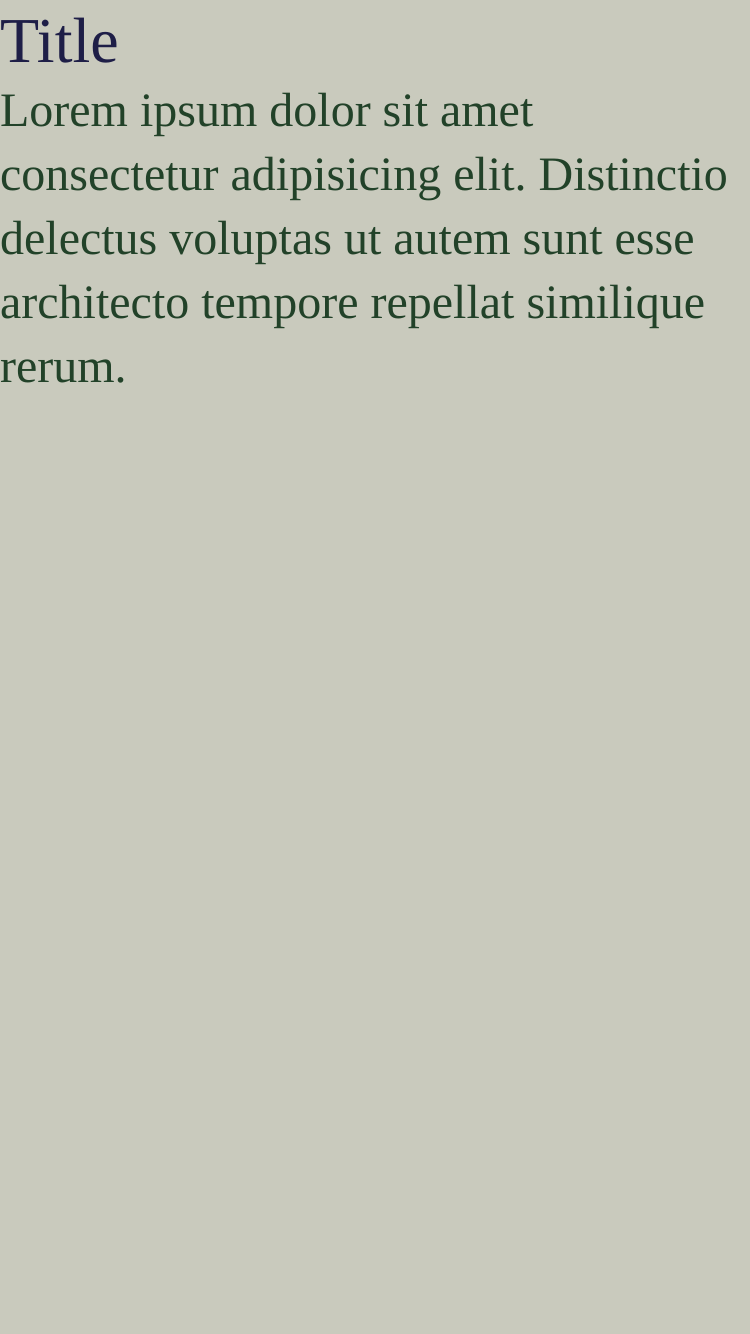 Title
Lorem ipsum dolor sit amet
consectetur adipisicing elit. Distinctio
delectus voluptas ut autem sunt esse
architecto tempore repellat similique
rerum.